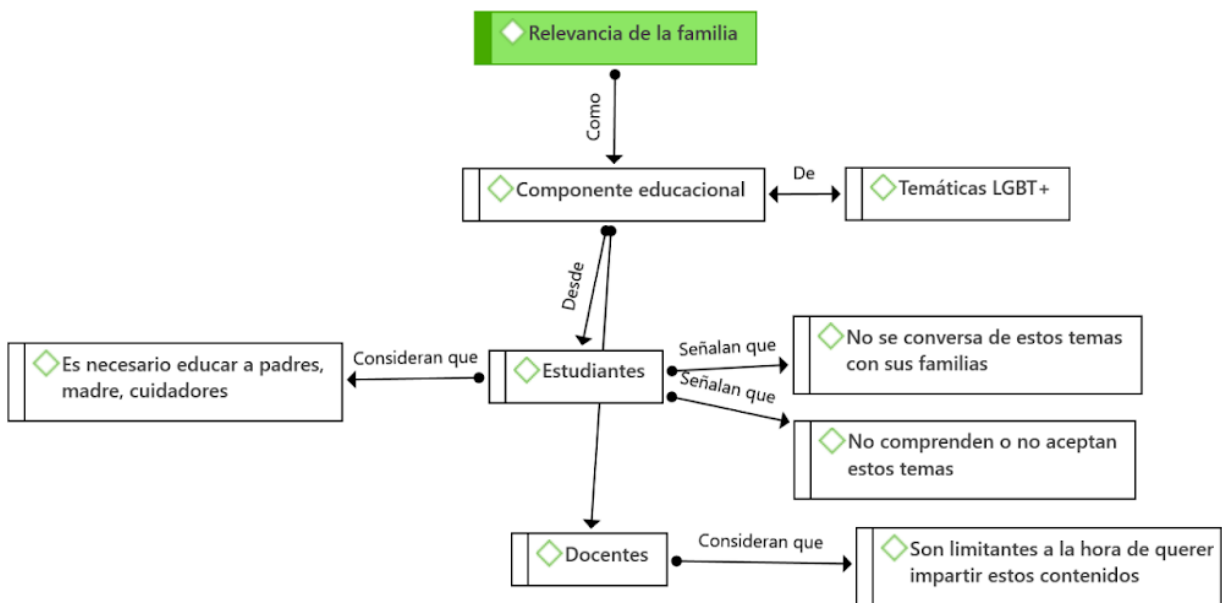 Relevancia de la familia
Como
Componente educacional
De
Temáticas LGBT+
Desde
Es necesario educar a padres,
madre, cuidadores
Consideran que
Estudiantes
Señalan que
No se conversa de estos temas
con sus familias
Señalan que
No comprenden o no aceptan
estos temas
Docentes
Consideran que
Son limitantes a la hora de querer
impartir estos contenidos